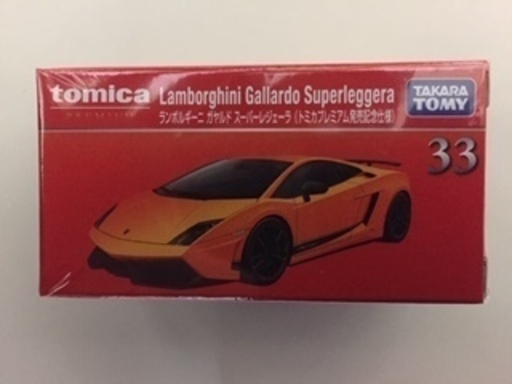 tomica Lamborghini Gallardo Superleggera
PREMIUM ランボルギーニ ガヤルド スーパーレジェーラ (トミカプレミアム発売記念仕様)
TAKARA
TOMY
33